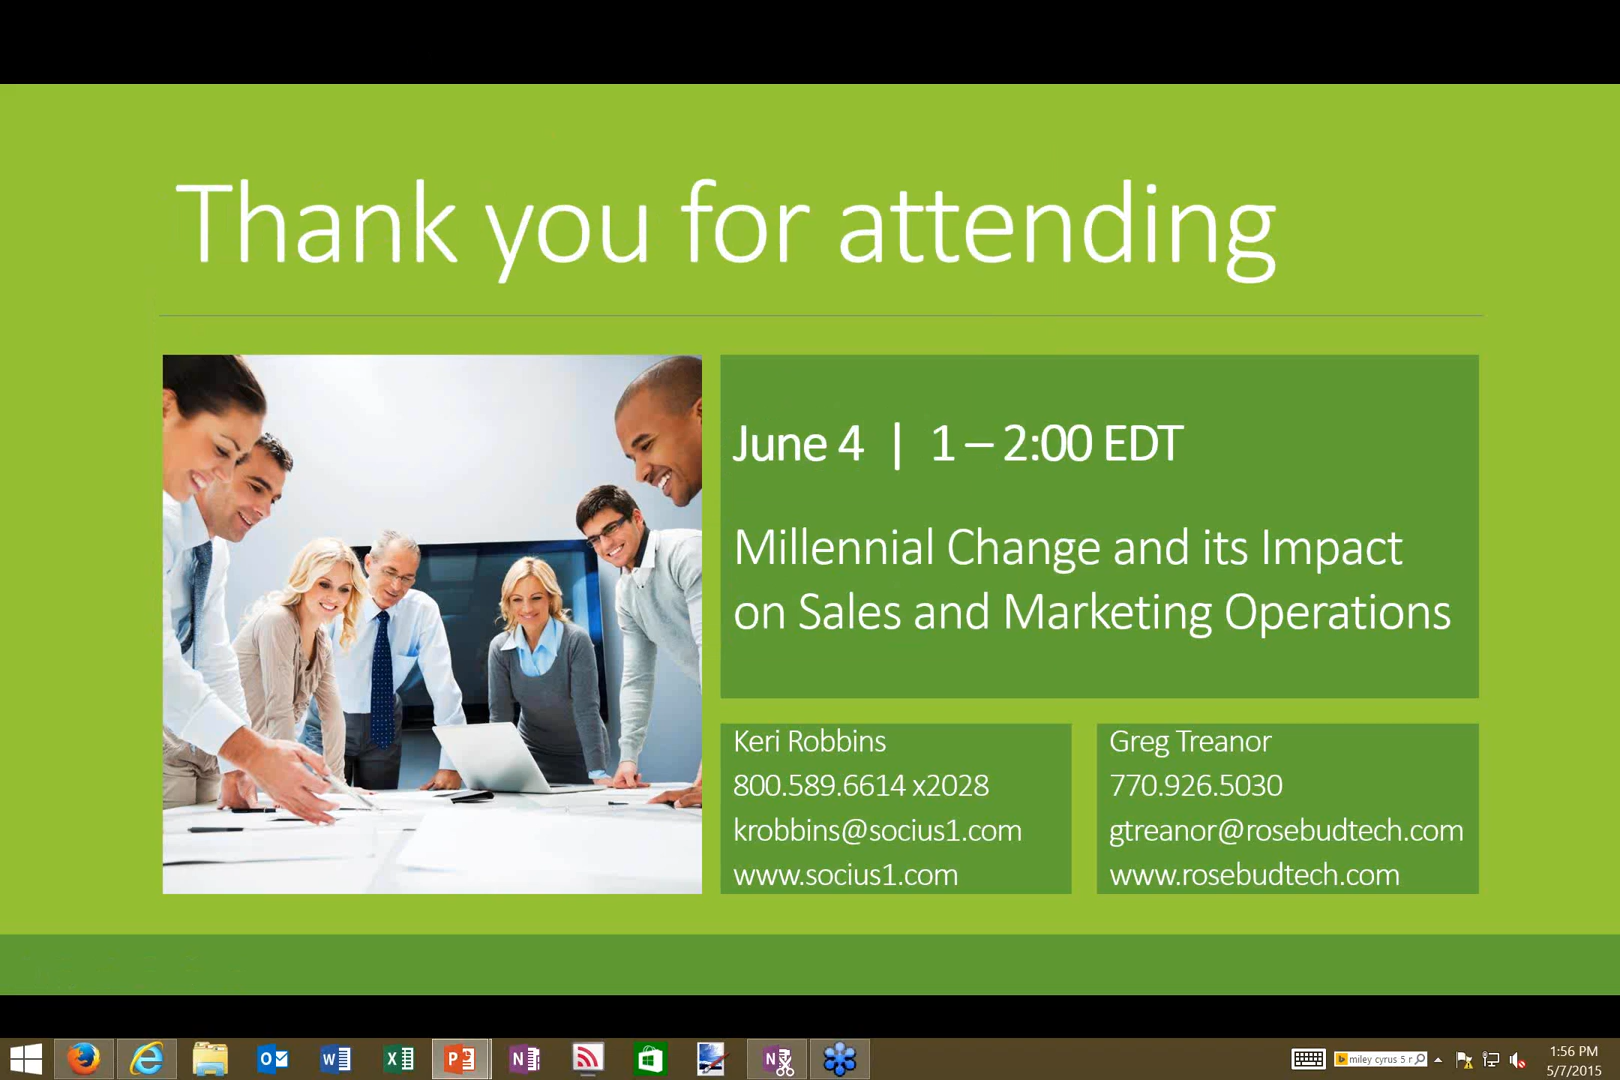 Thank you for attending
June 4 | 1 – 2:00 EDT
Millennial Change and its Impact
on Sales and Marketing Operations
Keri Robbins
800.589.6614 x2028
krobbins@socius1.com
www.socius1.com
Greg Treanor
770.926.5030
gtreanor@rosebudtech.com
www.rosebudtech.com
miley cyrus 5 r
1:56 PM
5/7/2015